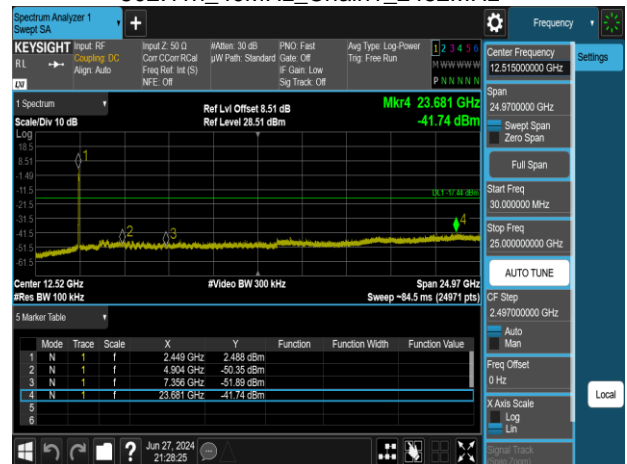 Spectrum Analyzer 1
Swept SA
Frequency
KEYSIGHT
RL
LXI
Input: RF
Coupling: DC
Align: Auto
Input Z: 50 Ω
Corr CCorr RCal
Freq Ref: Int (S)
NFE: Off
#Atten: 30 dB
µW Path: Standard
PNO: Fast
Gate: Off
IF Gain: Low
Sig Track: Off
Avg Type: Log-Power
Trig: Free Run
1 2 3 4 5 6
M W W W W W
P N N N N N
1 Spectrum
Scale/Div 10 dB
Log
Ref Lvl Offset 8.51 dB
Ref Level 28.51 dBm
Mkr4 23.681 GHz
-41.74 dBm
18.5
8.51
-1.49
-11.5
-21.5
-31.5
-41.5
-51.5
-61.5
1
2
3
4
DL1 -17.44 dBm
Center 12.52 GHz
#Res BW 100 kHz
#Video BW 300 kHz
Span 24.97 GHz
Sweep ~84.5 ms (24971 pts)
5 Marker Table
Mode Trace Scale X Y Function Function Width Function Value
1 N 1 f 2.449 GHz 2.488 dBm
2 N 1 f 4.904 GHz -50.35 dBm
3 N 1 f 7.356 GHz -51.89 dBm
4 N 1 f 23.681 GHz -41.74 dBm
5
6
Jun 27, 2024
21:28:25
Center Frequency
12.515000000 GHz
Span
24.9700000 GHz
Swept Span
Zero Span
Full Span
Start Freq
30.000000 MHz
Stop Freq
25.000000000 GHz
AUTO TUNE
CF Step
2.497000000 GHz
Auto
Man
Freq Offset
0 Hz
X Axis Scale
Log
Lin
Signal Track
(Span Zoom)
Settings
Local